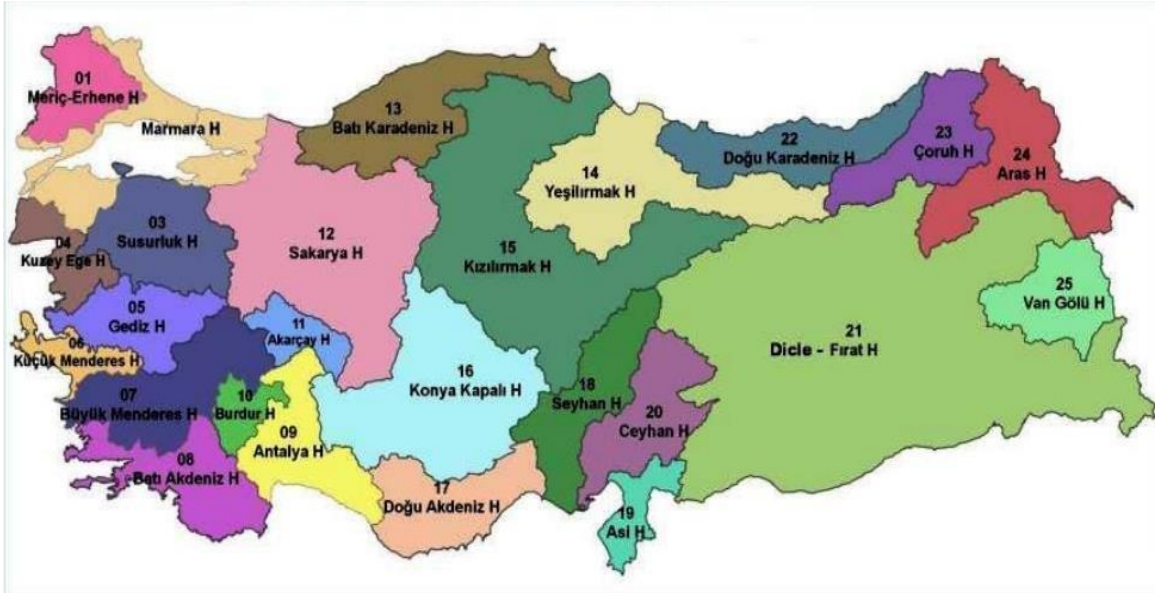 01
Meriç-Erhene H
Marmara H
13
Batı Karadeniz H
22
Doğu Karadeniz H
23
Çoruh H
24
Aras H
14
Yeşilırmak H
03
Susurluk H
04
Kuzey Ege H
12
Sakarya H
15
Kızılırmak H
25
Van Gölü H
05
Gediz H
11
Akarçay H
06
Küçük Menderes H
21
Dicle - Fırat H
16
Konya Kapalı H
18
Seyhan H
07
Büyük Menderes H
10
Burdur H
20
Ceyhan H
09
Antalya H
08
Batı Akdeniz H
17
Doğu Akdeniz H
19
Asi H